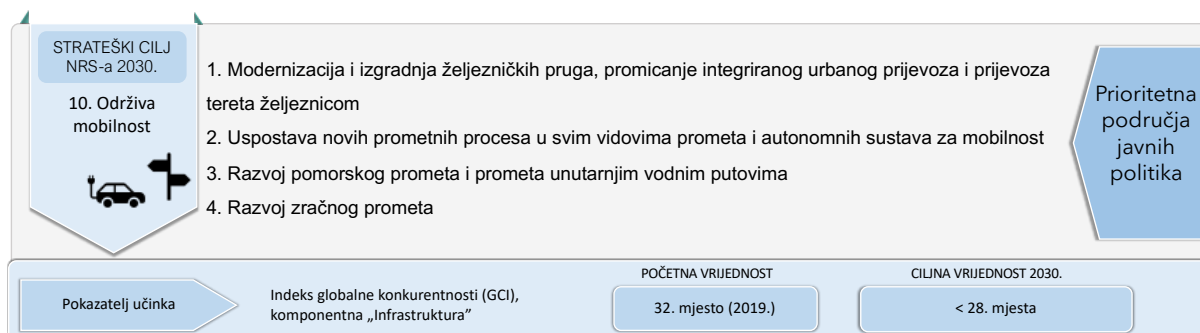 STRATEŠKI CILJ
NRS-a 2030.
10. Održiva
mobilnost
1. Modernizacija i izgradnja željezničkih pruga, promicanje integriranog urbanog prijevoza i prijevoza
tereta željeznicom
2. Uspostava novih prometnih procesa u svim vidovima prometa i autonomnih sustava za mobilnost
3. Razvoj pomorskog prometa i prometa unutarnjim vodnim putovima
4. Razvoj zračnog prometa
Prioritetna
područja
javnih
politika
Pokazatelj učinka
Indeks globalne konkurentnosti (GCI),
komponentna „Infrastruktura”
POČETNA VRIJEDNOST
32. mjesto (2019.)
CILJNA VRIJEDNOST 2030.
< 28. mjesta